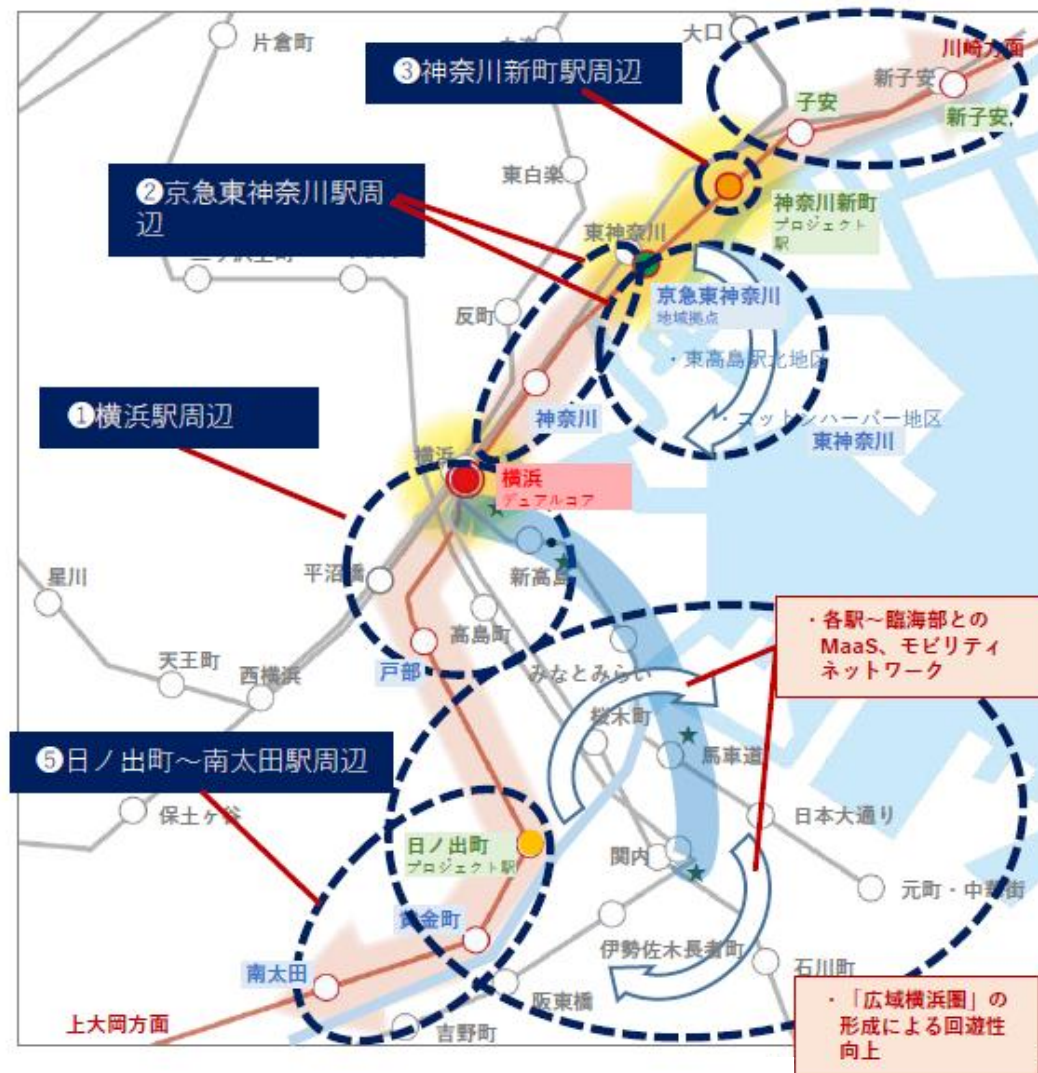 片倉町
大口
川崎方面
❸神奈川新町駅周辺
新子安
子安
新子安
❷京急東神奈川駅周
辺
東白楽
神奈川新町
プロジェクト
駅
東神奈川
京急東神奈川
地域拠点
反町
・東高島駅北地区
❶横浜駅周辺
神奈川
・コットンハーバー地区
東神奈川
横浜
横浜
デュアルコア
平沼橋
新高島
星川
高島町
・各駅～臨海部との
MaaS、モビリティ
ネットワーク
天王町
西横浜
戸部
みなとみらい
桜木町
❺日ノ出町～南太田駅周辺
馬車道
保土ヶ谷
日本大通り
日ノ出町
プロジェクト駅
関内
元町・中華街
黄金町
伊勢佐木長者町
南太田
石川町
阪東橋
上大岡方面
吉野町
・「広域横浜圏」の
形成による回遊性
向上